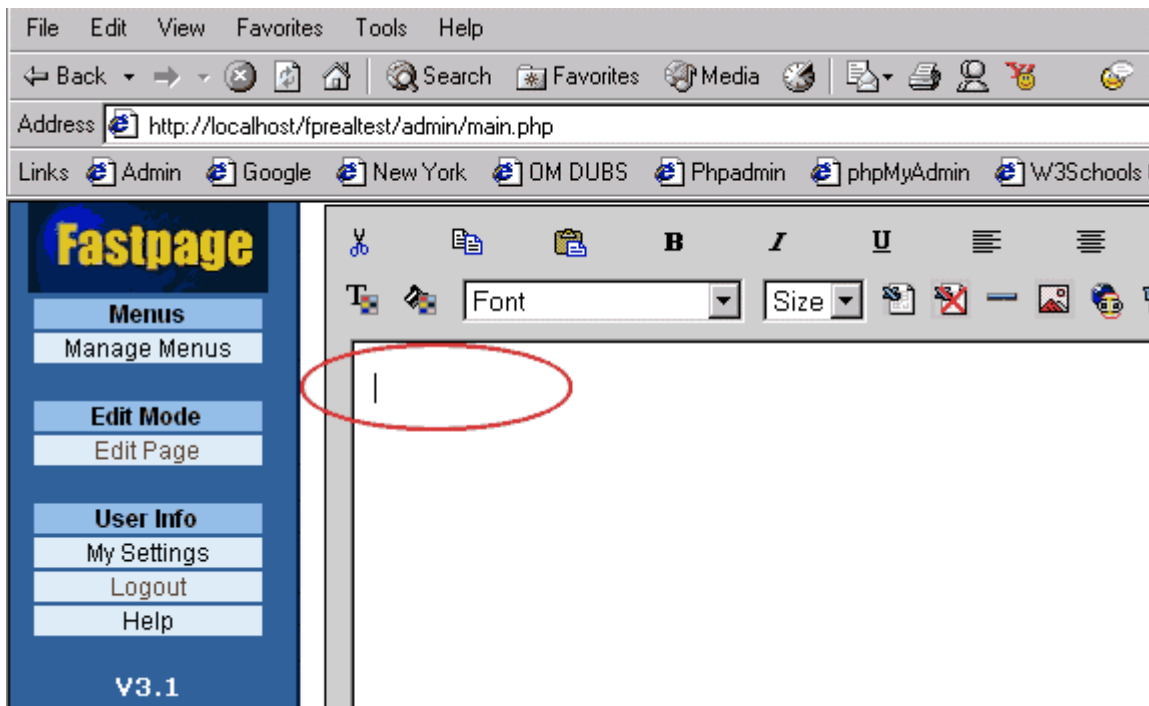 File Edit View Favorites Tools Help
Back Search Favorites Media
Address http://localhost/fprealtest/admin/main.php
Links Admin Google New York OM DUBS Phpadmin phpMyAdmin W3Schools
Fastpage
Menus
Manage Menus
Edit Mode
Edit Page
User Info
My Settings
Logout
Help
V3.1
B I U
T Font Size